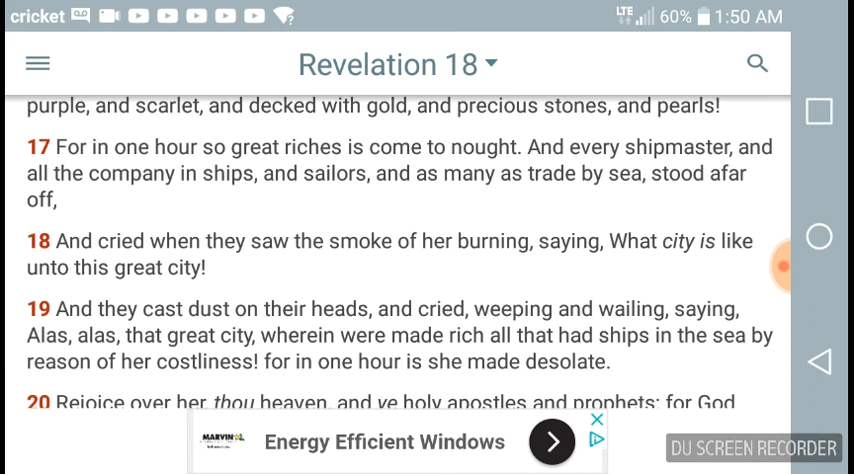 cricket 60% 1:50 AM
LTE
Revelation 18
purple, and scarlet, and decked with gold, and precious stones, and pearls!
17 For in one hour so great riches is come to nought. And every shipmaster, and
all the company in ships, and sailors, and as many as trade by sea, stood afar
off,
18 And cried when they saw the smoke of her burning, saying, What city is like
unto this great city!
19 And they cast dust on their heads, and cried, weeping and wailing, saying,
Alas, alas, that great city, wherein were made rich all that had ships in the sea by
reason of her costliness! for in one hour is she made desolate.
20 Rejoice over her, thou heaven, and ye holy apostles and prophets; for God
MARVIN
Energy Efficient Windows
DU SCREEN RECORDER